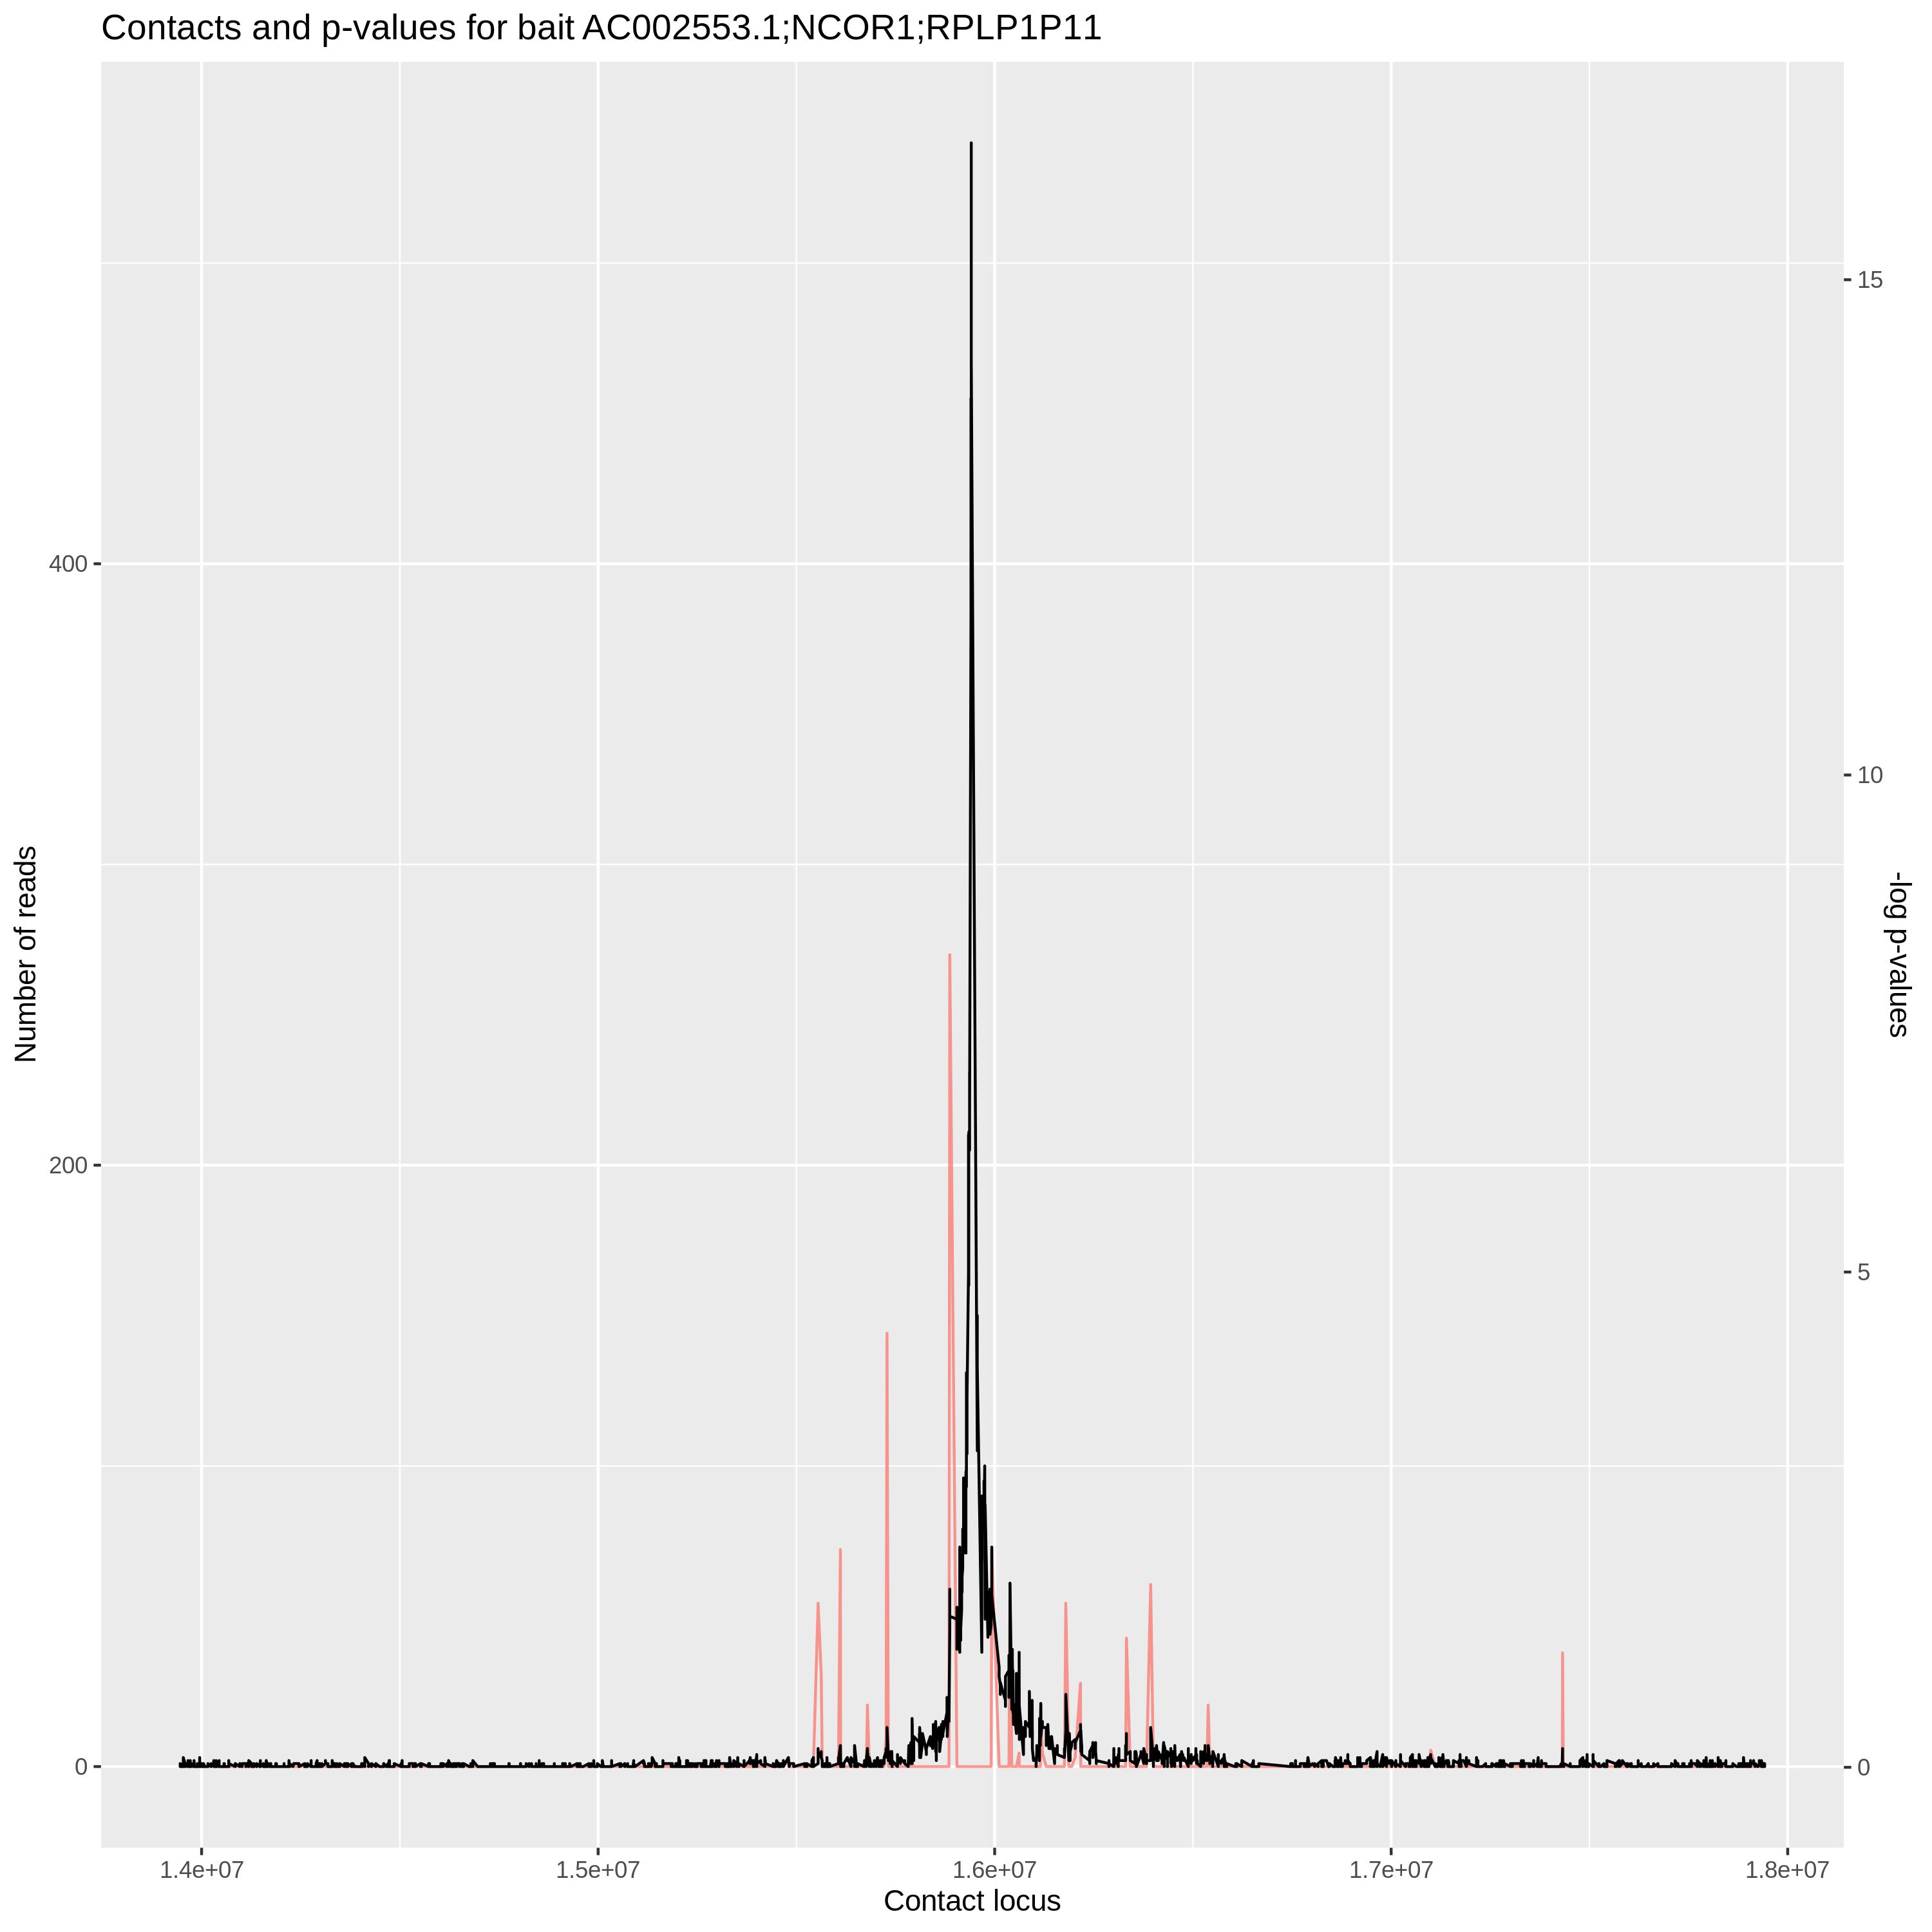 Contacts and p-values for bait AC002553.1;NCOR1;RPLP1P11
15
400
10
Number of reads
-log p-values
200
5
0
0
1.4e+07
1.5e+07
1.6e+07
1.7e+07
1.8e+07
Contact locus